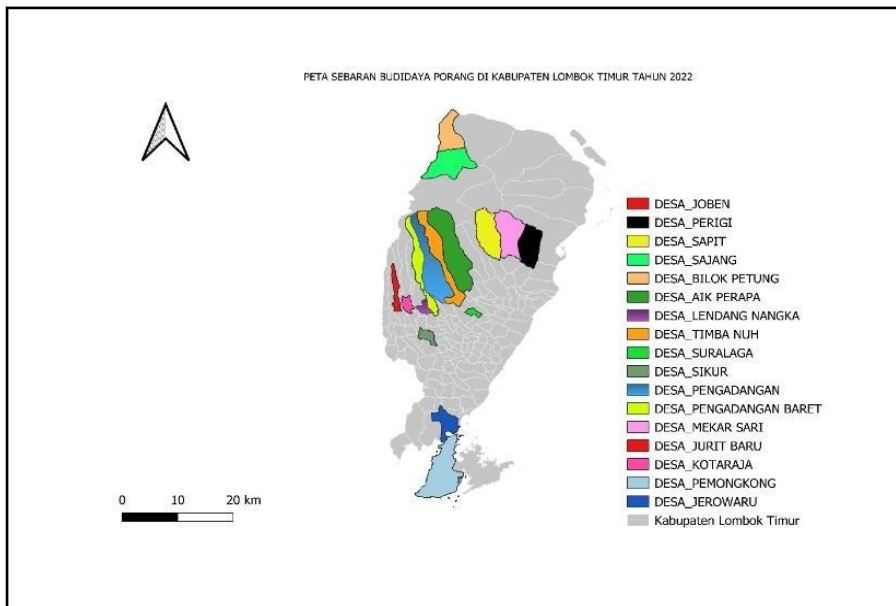 PETA SEBARAN BUDIDAYA PORANG DI KABUPATEN LOMBOK TIMUR TAHUN 2022
DESA_JOBEN
DESA_PERIGI
DESA_SAPIT
DESA_SAJANG
DESA_BILOK PETUNG
DESA_AIK PERAPA
DESA_LENDANG NANGKA
DESA_TIMBA NUH
DESA_SURALAGA
DESA_SIKUR
DESA_PENGADANGAN
DESA_PENGADANGAN BARET
DESA_MEKAR SARI
DESA_JURIT BARU
DESA_KOTARAJA
DESA_PEMONGKONG
DESA_JEROWARU
Kabupaten Lombok Timur
0 10 20 km